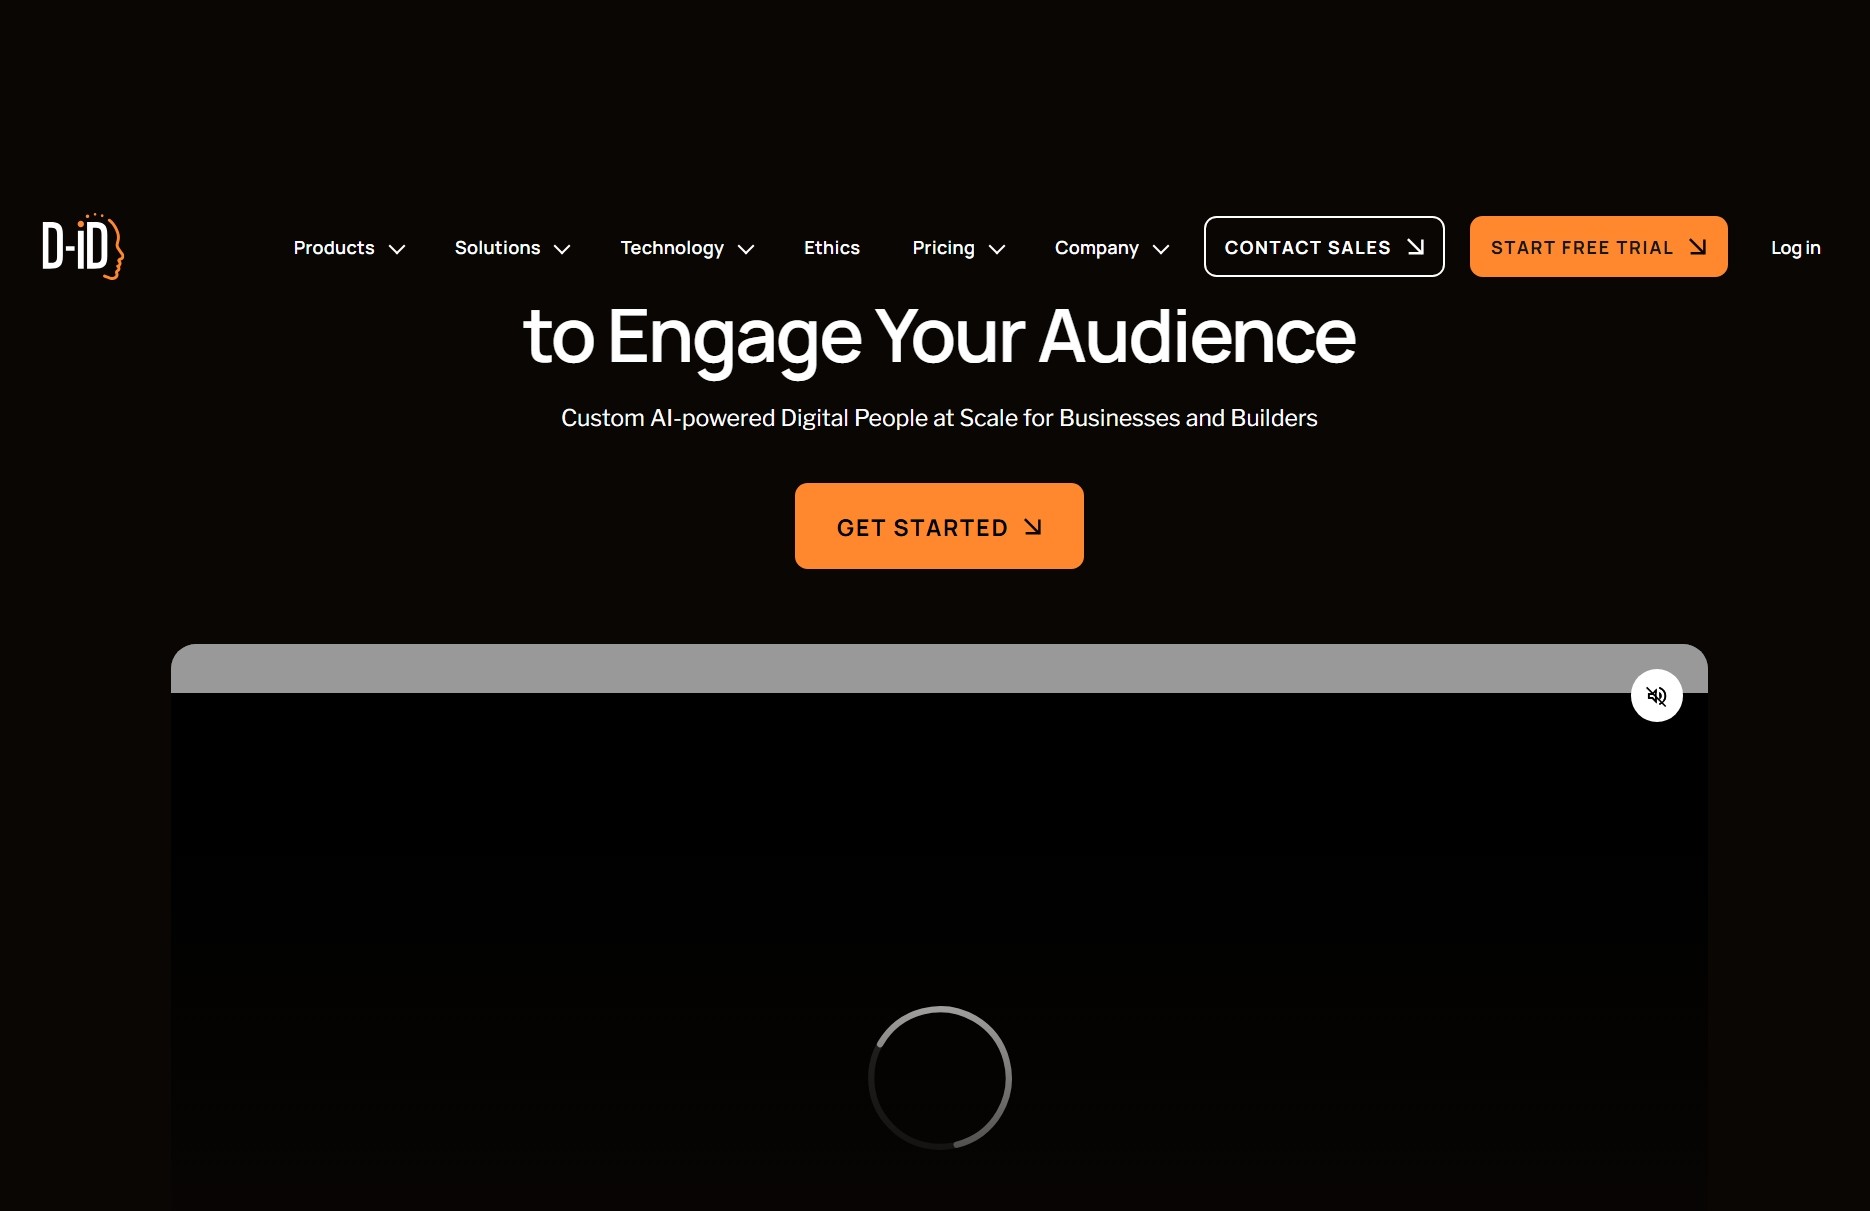 D-iD
Products
Solutions
Technology
Ethics
Pricing
Company
CONTACT SALES
START FREE TRIAL
Log in
to Engage Your Audience
Custom AI-powered Digital People at Scale for Businesses and Builders
GET STARTED